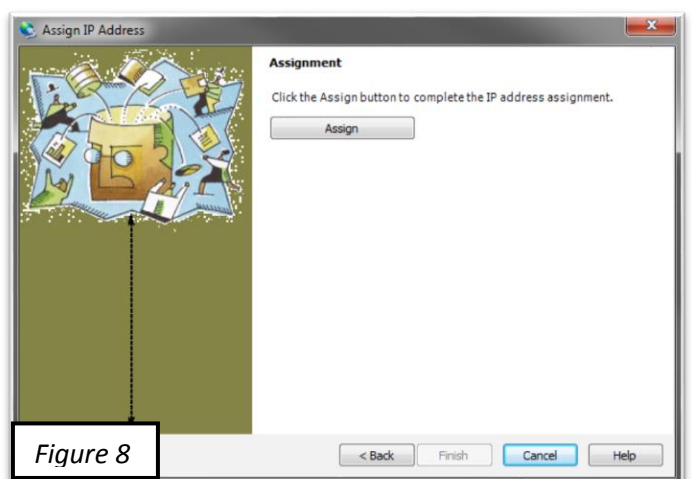 Assign IP Address
Assignment
Click the Assign button to complete the IP address assignment.
Assign
Figure 8
< Back Finish Cancel Help